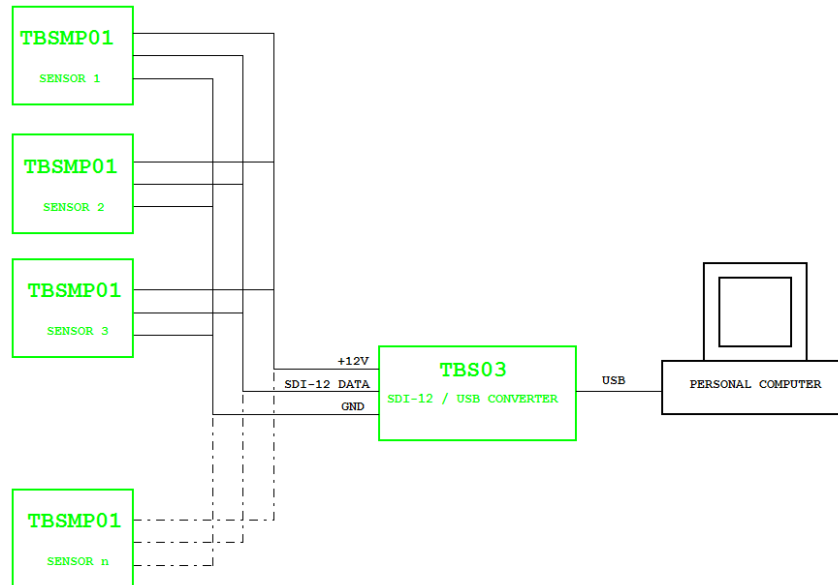 TBSMP01
SENSOR 1
TBSMP01
SENSOR 2
TBSMP01
SENSOR 3
+12V
SDI-12 DATA
GND
TBS03
SDI-12 / USB CONVERTER
USB
PERSONAL COMPUTER
TBSMP01
SENSOR n